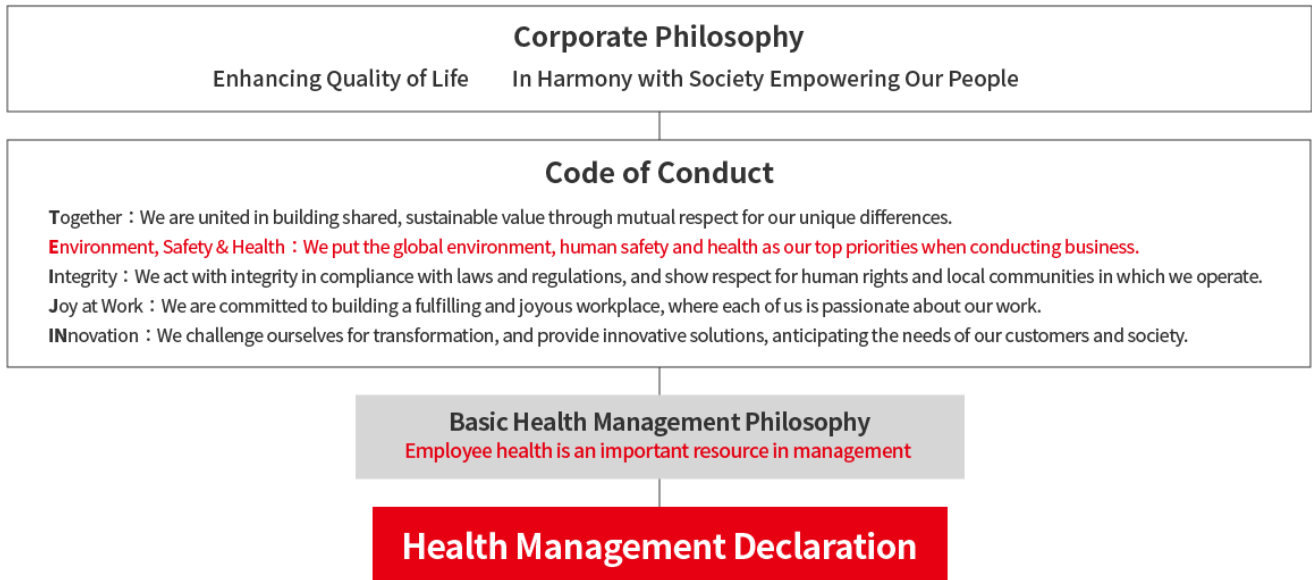 Corporate Philosophy
Enhancing Quality of Life In Harmony with Society Empowering Our People
Code of Conduct
Together：We are united in building shared, sustainable value through mutual respect for our unique differences.
Environment, Safety & Health：We put the global environment, human safety and health as our top priorities when conducting business.
Integrity：We act with integrity in compliance with laws and regulations, and show respect for human rights and local communities in which we operate.
Joy at Work：We are committed to building a fulfilling and joyous workplace, where each of us is passionate about our work.
INnovation：We challenge ourselves for transformation, and provide innovative solutions, anticipating the needs of our customers and society.
Basic Health Management Philosophy
Employee health is an important resource in management
Health Management Declaration